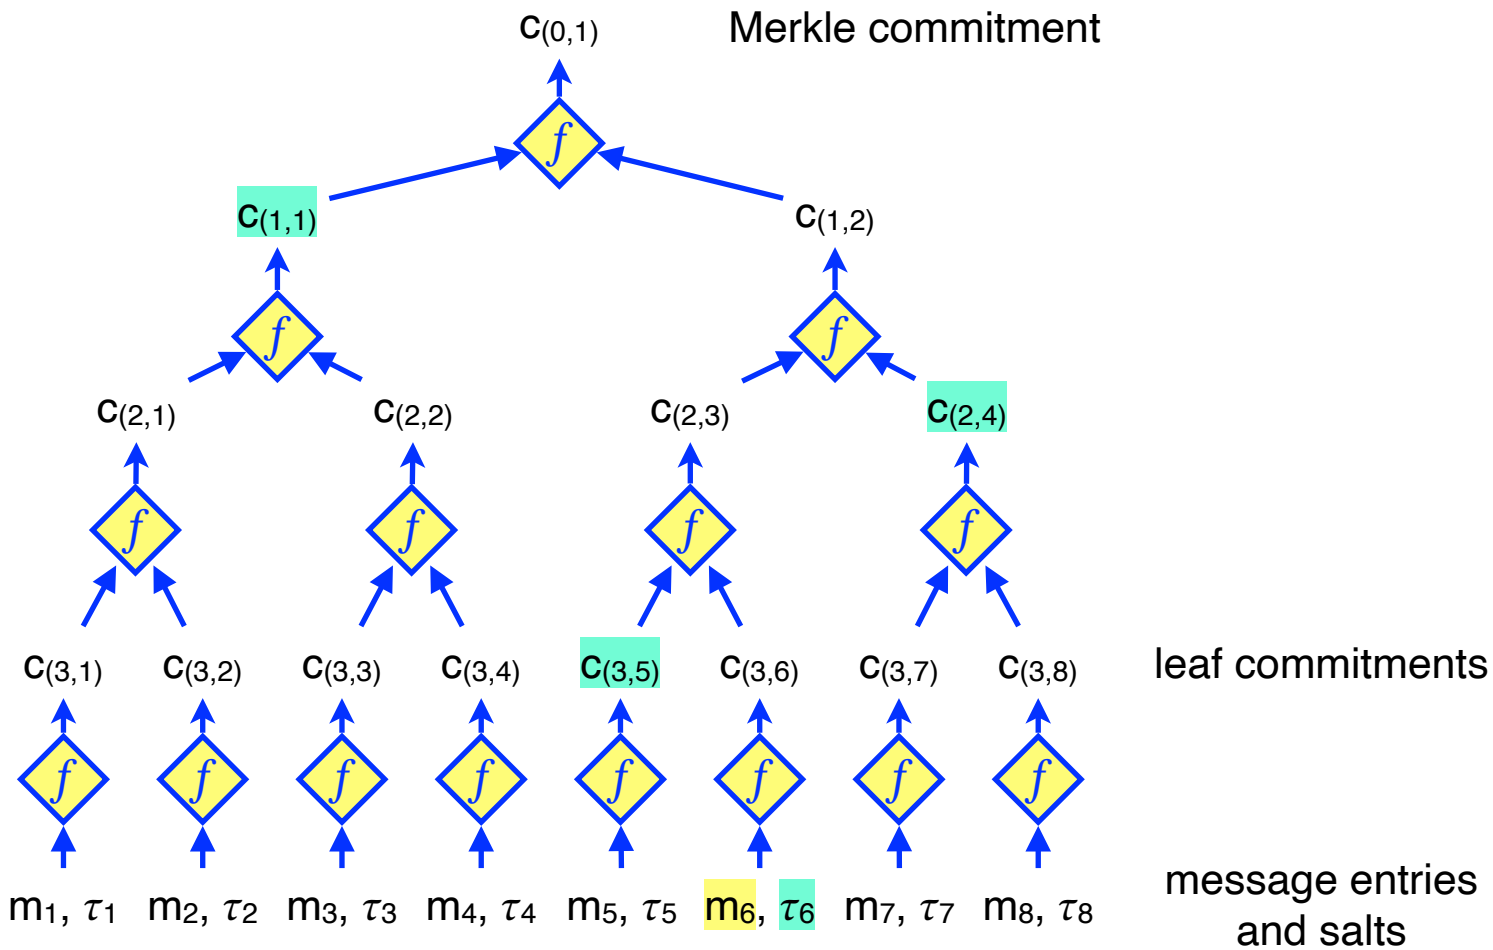 c(0,1) Merkle commitment
f
c(1,1) c(1,2)
f f
c(2,1) c(2,2) c(2,3) c(2,4)
f f f f
c(3,1) c(3,2) c(3,3) c(3,4) c(3,5) c(3,6) c(3,7) c(3,8) leaf commitments
f f f f f f f f
m1, τ1 m2, τ2 m3, τ3 m4, τ4 m5, τ5 m6, τ6 m7, τ7 m8, τ8
message entries
and salts